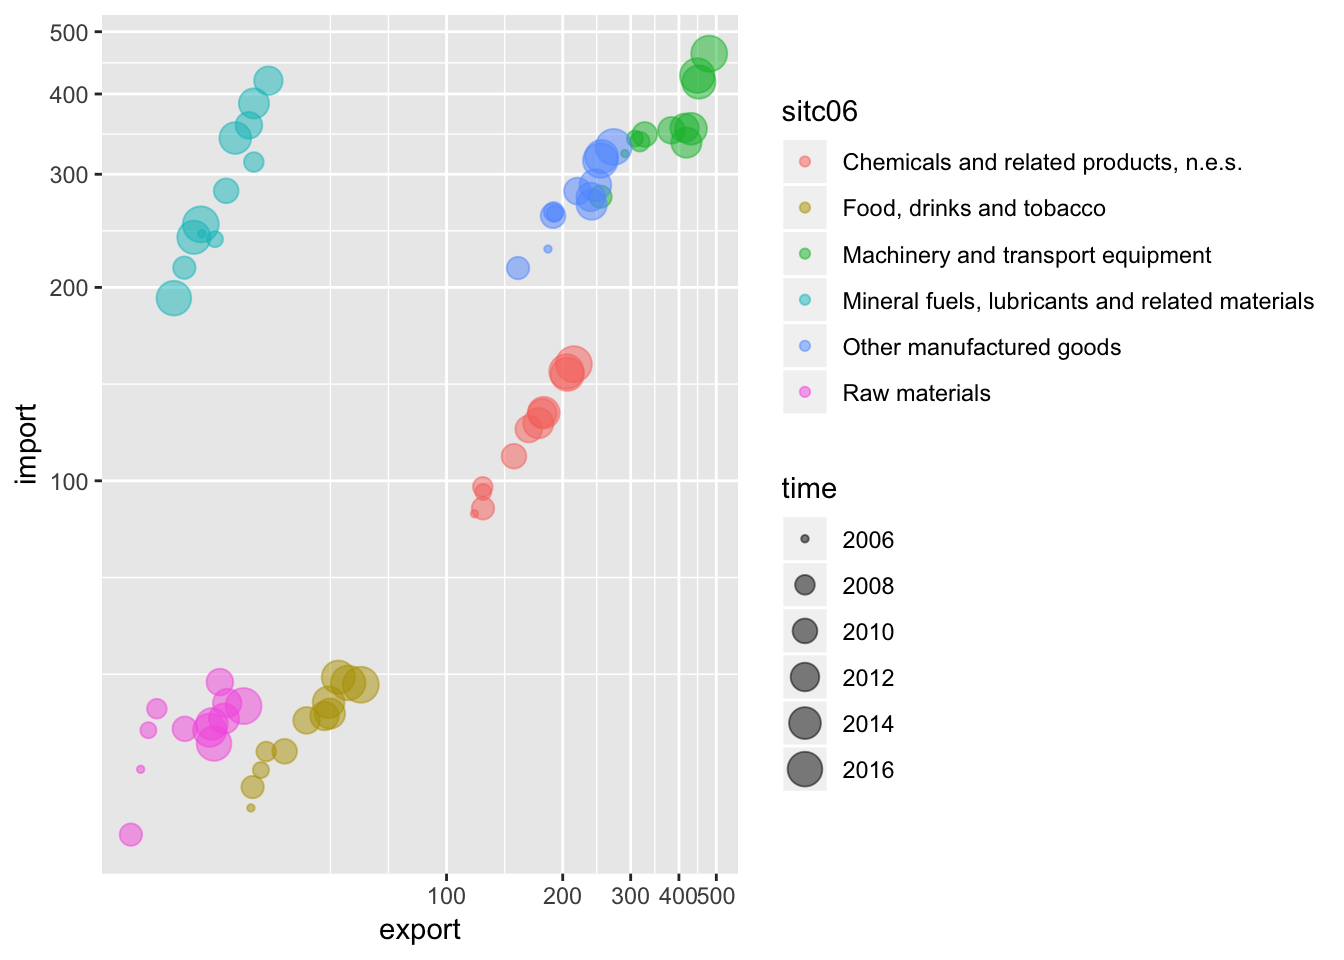 500
400
300
200
100
import
100
200
300
400
500
export
sitc06
Chemicals and related products, n.e.s.
Food, drinks and tobacco
Machinery and transport equipment
Mineral fuels, lubricants and related materials
Other manufactured goods
Raw materials
time
2006
2008
2010
2012
2014
2016